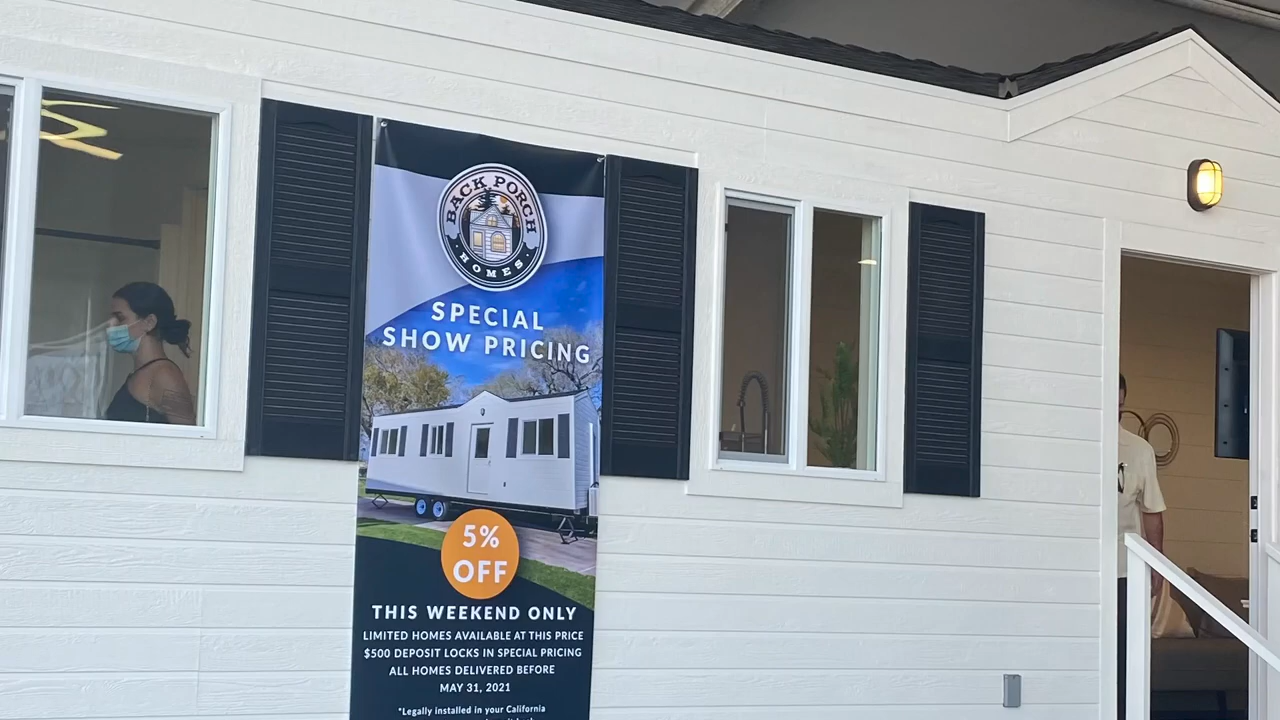 BACK PORCH
· HOMES ·
SPECIAL
SHOW PRICING
5%
OFF
THIS WEEKEND ONLY
LIMITED HOMES AVAILABLE AT THIS PRICE
$500 DEPOSIT LOCKS IN SPECIAL PRICING
ALL HOMES DELIVERED BEFORE
MAY 31, 2021
*Legally installed in your California